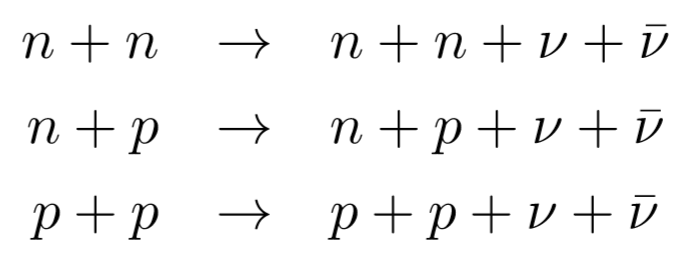 n + n → n + n + ν + ν̄
n + p → n + p + ν + ν̄
p + p → p + p + ν + ν̄